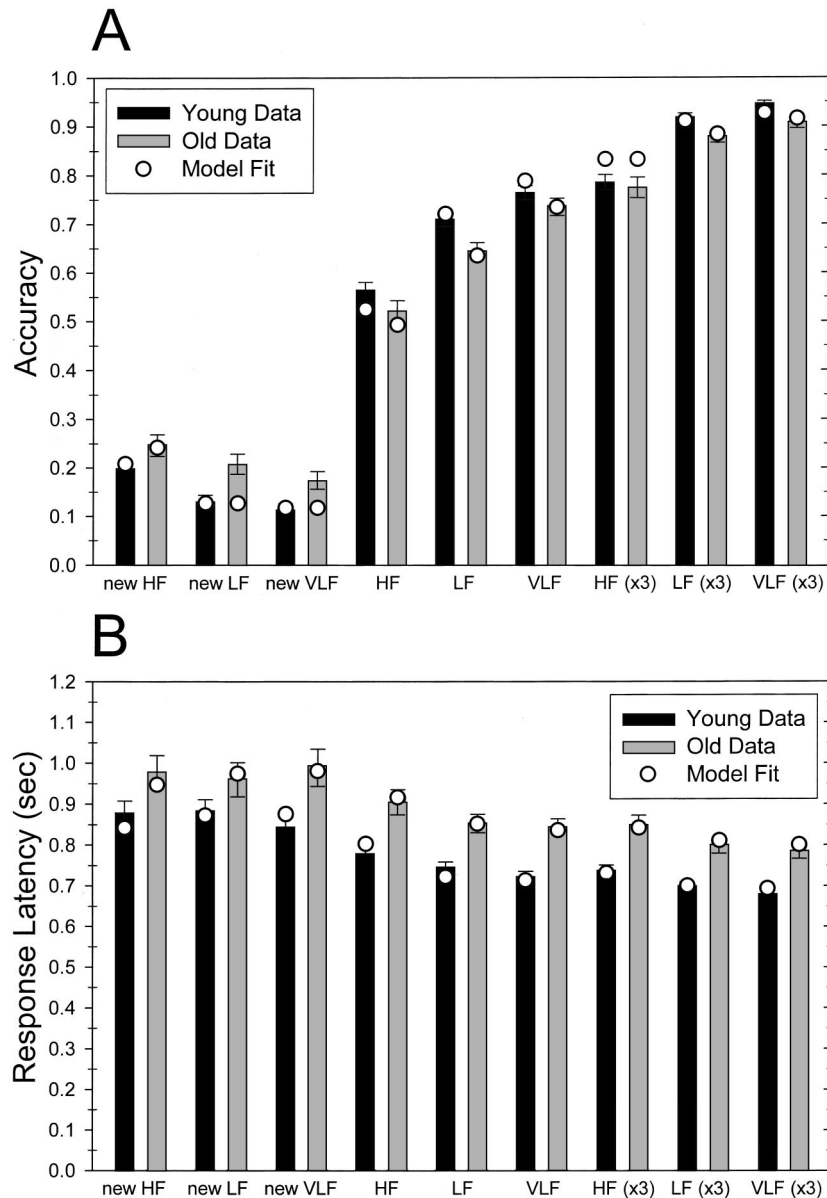 A
Accuracy
1.0
0.9
0.8
0.7
0.6
0.5
0.4
0.3
0.2
0.1
0.0
Young Data
Old Data
Model Fit
new HF new LF new VLF HF LF VLF HF (x3) LF (x3) VLF (x3)
B
Response Latency (sec)
1.2
1.1
1.0
0.9
0.8
0.7
0.6
0.5
0.4
0.3
0.2
0.1
0.0
Young Data
Old Data
Model Fit
new HF new LF new VLF HF LF VLF HF (x3) LF (x3) VLF (x3)